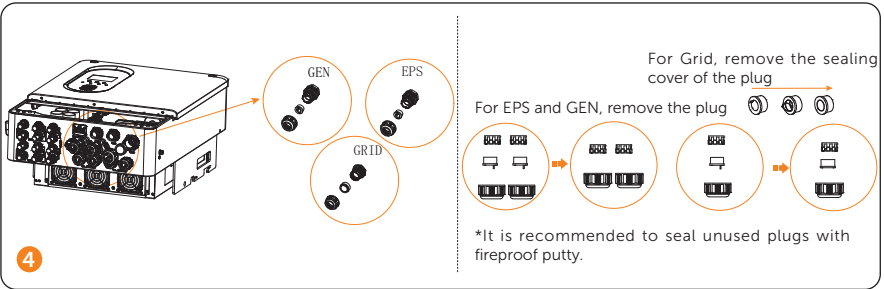 GEN
EPS
GRID
4
For Grid, remove the sealing
cover of the plug
For EPS and GEN, remove the plug
*It is recommended to seal unused plugs with
fireproof putty.